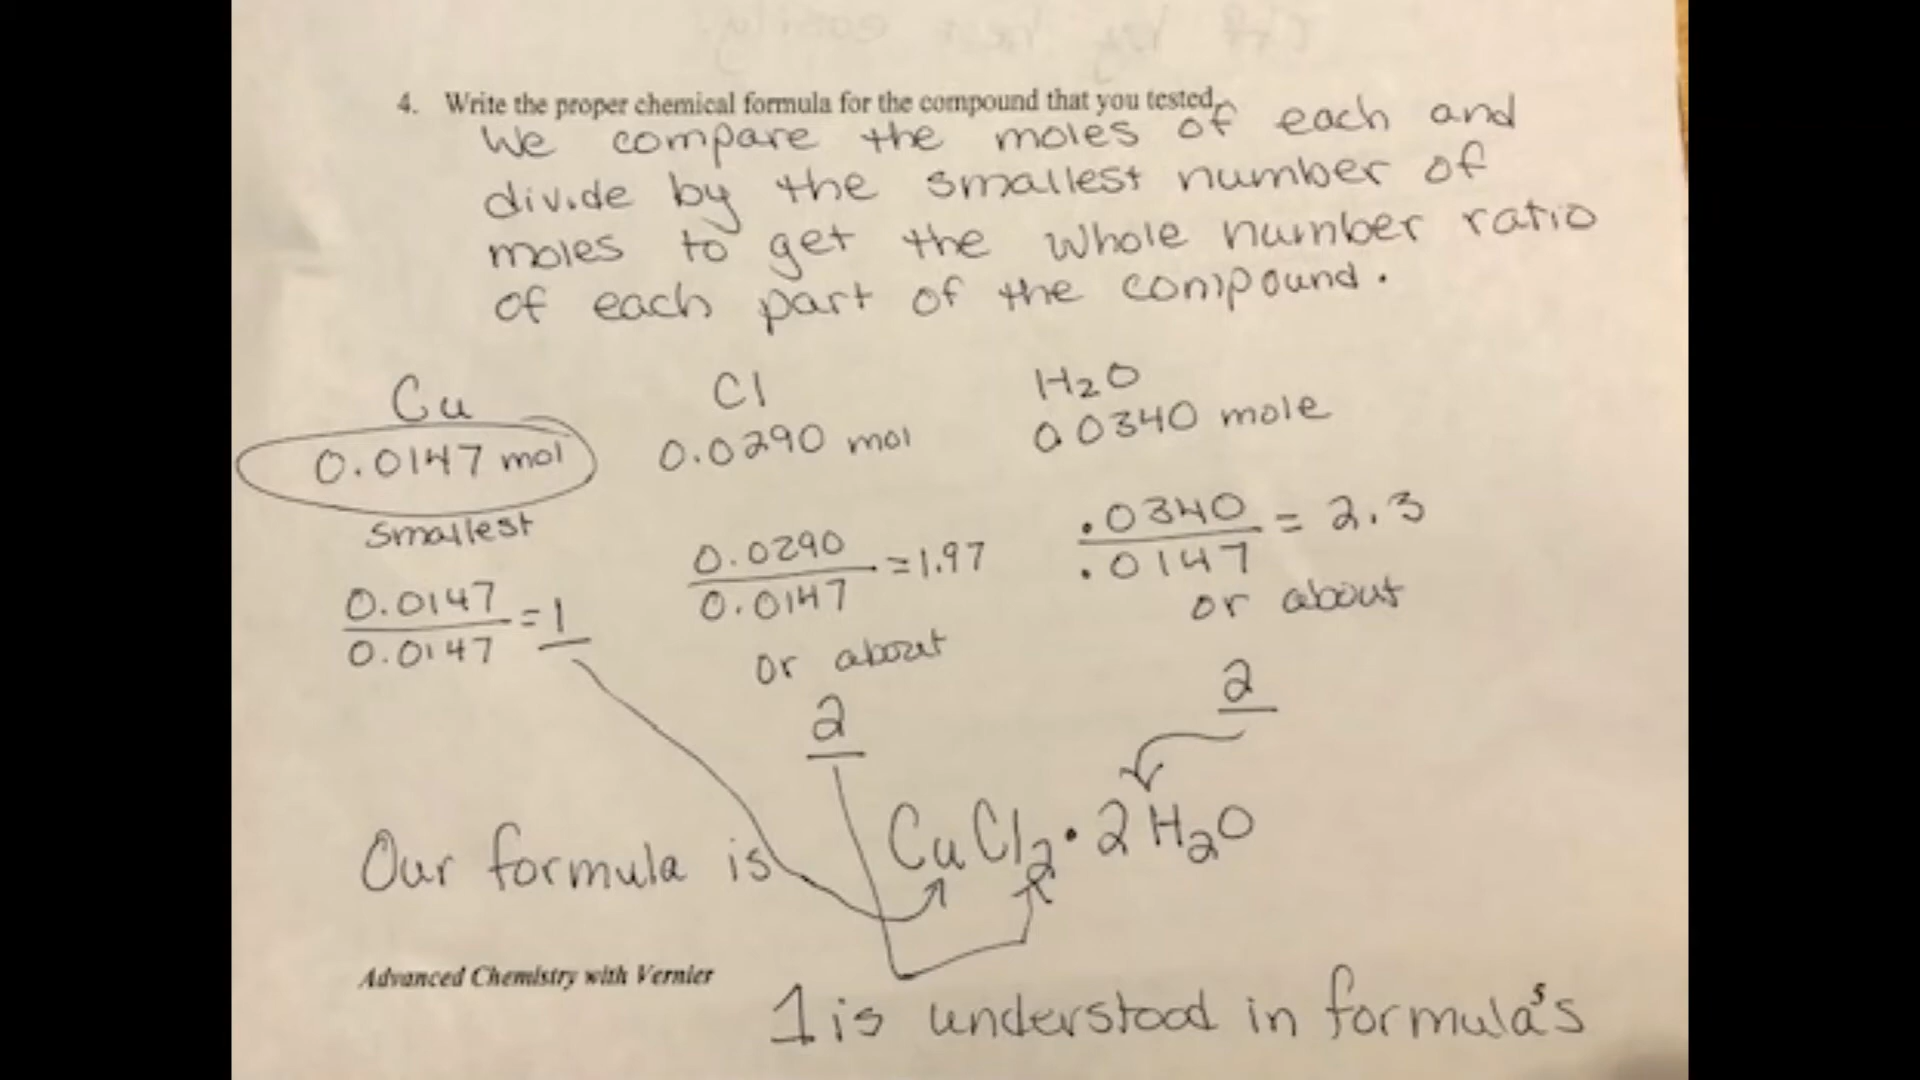 4. Write the proper chemical formula for the compound that you tested.
We compare the moles of each and
divide by the smallest number of
moles to get the whole number ratio
of each part of the compound.
Cu Cl H2O
0.0147 mol 0.0290 mol 0.0340 mole
smallest
0.0147/0.0147 = 1 0.0290/0.0147 = 1.97 .0340/.0147 = 2.3
or about or about
2 2
Our formula is CuCl2 • 2H2O
Advanced Chemistry with Vernier
1 is understood in formula's
5